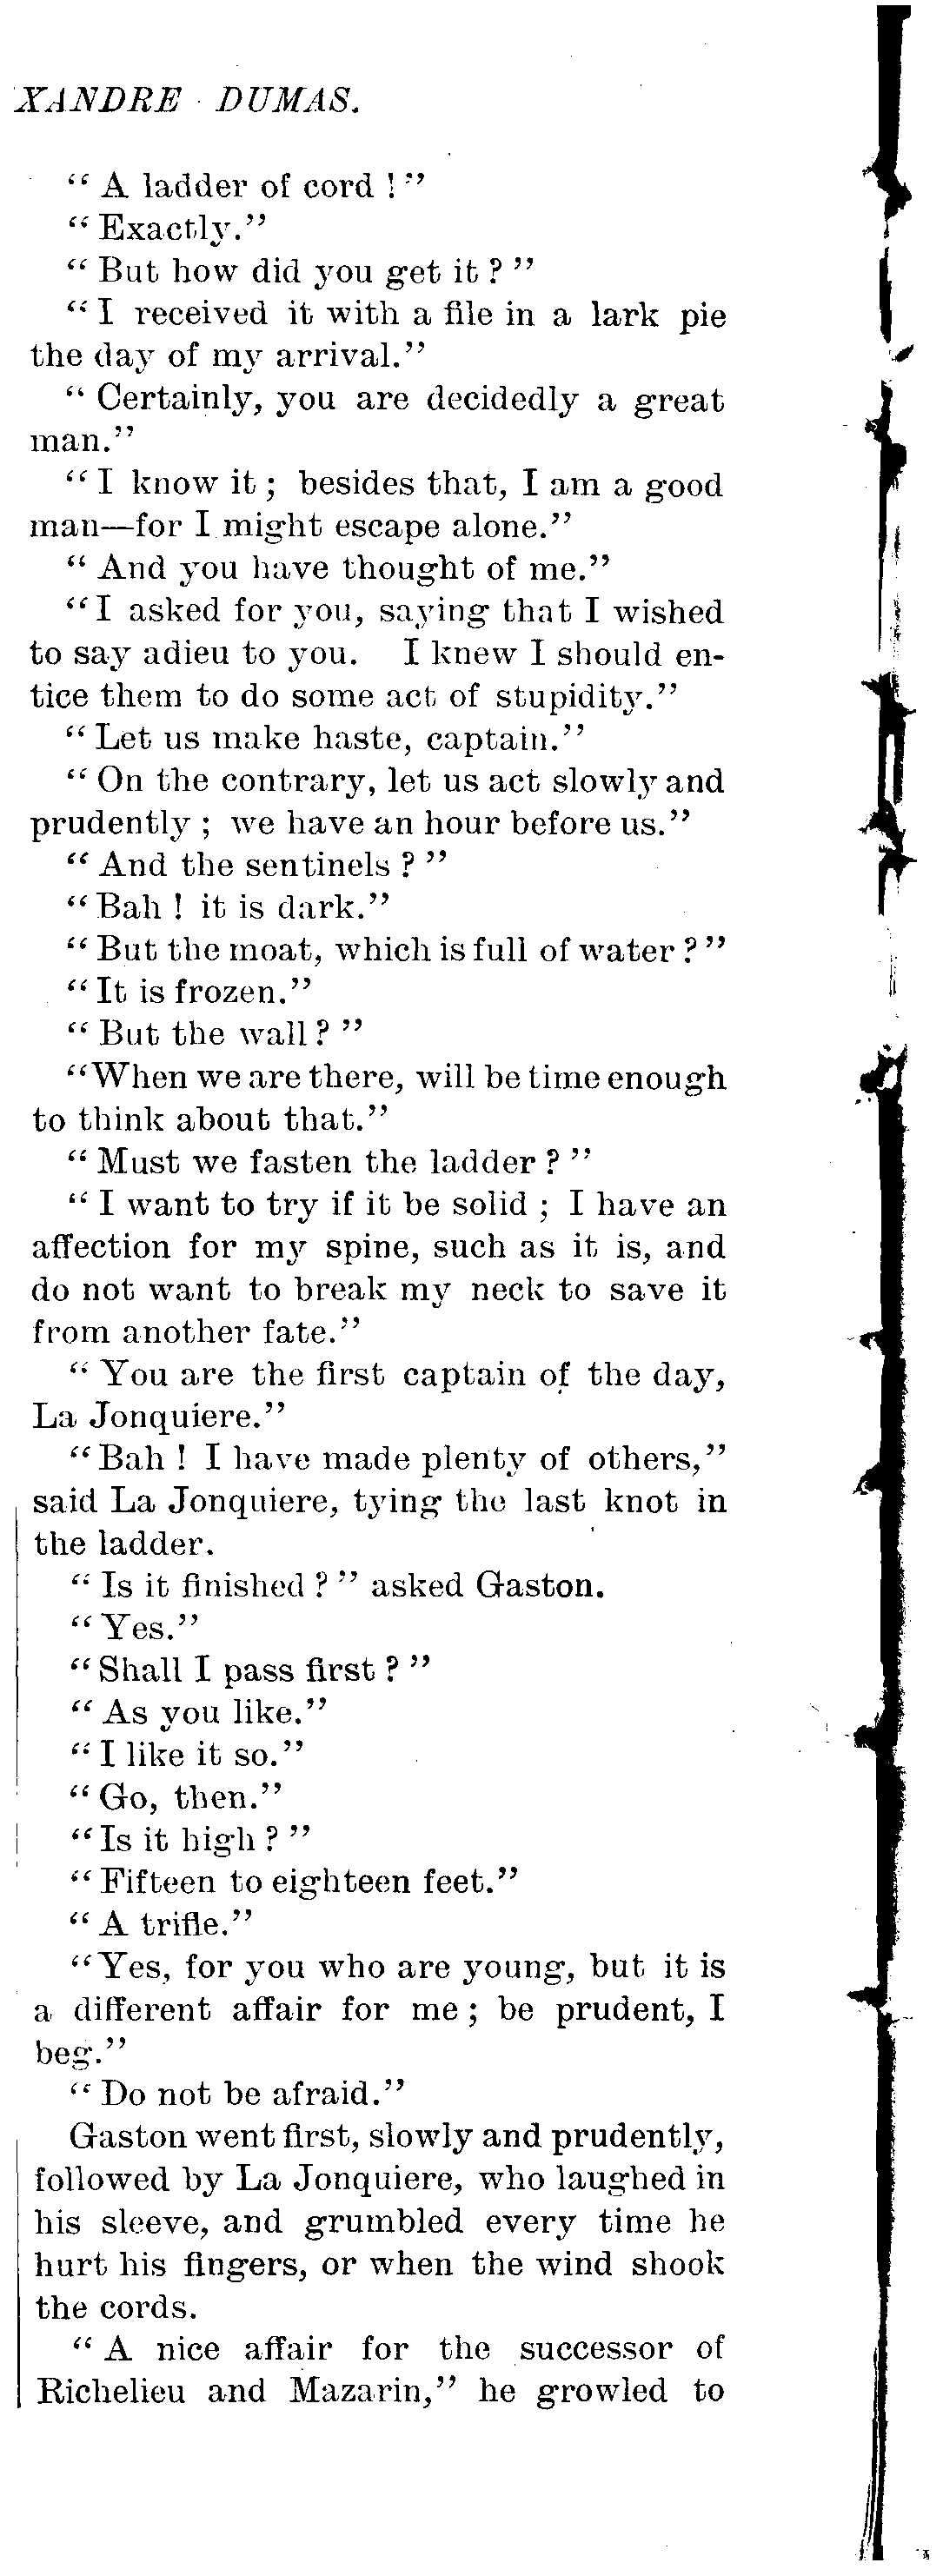 XANDRE DUMAS.
“ A ladder of cord ! ”
“ Exactly.”
“ But how did you get it ? ”
“ I received it with a file in a lark pie
the day of my arrival.”
“ Certainly, you are decidedly a great
man.”
“ I know it ; besides that, I am a good
man—for I might escape alone.”
“ And you have thought of me.”
“ I asked for you, saying that I wished
to say adieu to you. I knew I should en-
tice them to do some act of stupidity.”
“ Let us make haste, captain.”
“ On the contrary, let us act slowly and
prudently ; we have an hour before us.”
“ And the sentinels ? ”
“ Bah ! it is dark.”
“ But the moat, which is full of water ? ”
“ It is frozen.”
“ But the wall ? ”
“ When we are there, will be time enough
to think about that.”
“ Must we fasten the ladder ? ”
“ I want to try if it be solid ; I have an
affection for my spine, such as it is, and
do not want to break my neck to save it
from another fate.”
“ You are the first captain of the day,
La Jonquiere.”
“ Bah ! I have made plenty of others,”
said La Jonquiere, tying the last knot in
the ladder.
“ Is it finished ? ” asked Gaston.
“ Yes.”
“ Shall I pass first ? ”
“ As you like.”
“ I like it so.”
“ Go, then.”
“ Is it high ? ”
“ Fifteen to eighteen feet.”
“ A trifle.”
“ Yes, for you who are young, but it is
a different affair for me ; be prudent, I
beg.”
“ Do not be afraid.”
Gaston went first, slowly and prudently,
followed by La Jonquiere, who laughed in
his sleeve, and grumbled every time he
hurt his fingers, or when the wind shook
the cords.
“ A nice affair for the successor of
Richelieu and Mazarin,” he growled to